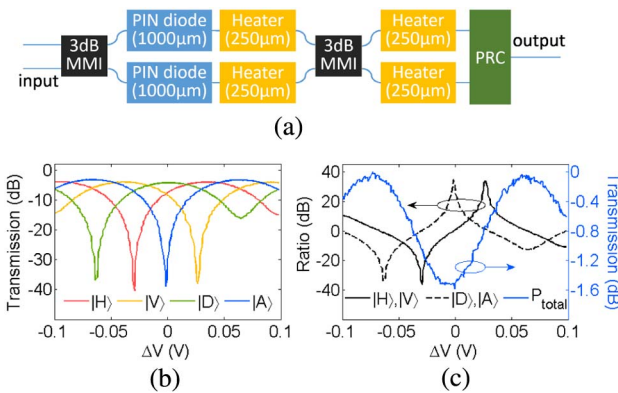 PIN diode
(1000μm)
Heater
(250μm)
Heater
(250μm)
3dB
MMI
3dB
MMI
PRC
output
input
PIN diode
(1000μm)
Heater
(250μm)
Heater
(250μm)
(a)
Transmission (dB)
0
-10
-20
-30
-40
|H⟩ |V⟩ |D⟩ |A⟩
-0.1 -0.05 0 0.05 0.1
ΔV (V)
(b)
Ratio (dB)
40
20
0
-20
-40
|H⟩,|V⟩ |D⟩,|A⟩ P_total
-0.1 -0.05 0 0.05 0.1
ΔV (V)
0
-0.4
-0.8
-1.2
-1.6
Transmission (dB)
(c)